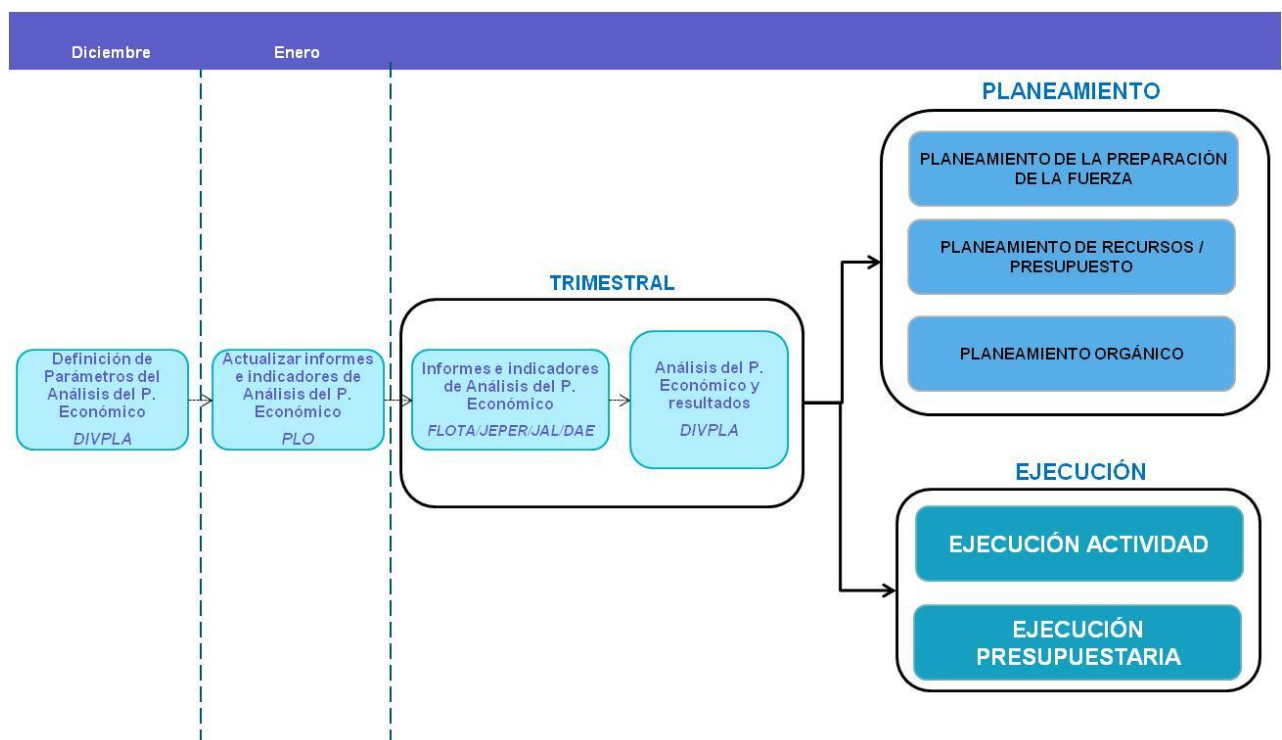 Diciembre
Enero
Definición de
Parámetros del
Análisis del P.
Económico
DIVPLA
Actualizar informes
e indicadores de
Análisis del P.
Económico
PLO
TRIMESTRAL
Informes e indicadores
de Análisis del P.
Económico
FLOTA/JEPER/JAL/DAE
Análisis del P.
Económico y
resultados
DIVPLA
PLANEAMIENTO
PLANEAMIENTO DE LA PREPARACIÓN
DE LA FUERZA
PLANEAMIENTO DE RECURSOS /
PRESUPUESTO
PLANEAMIENTO ORGÁNICO
EJECUCIÓN
EJECUCIÓN ACTIVIDAD
EJECUCIÓN
PRESUPUESTARIA